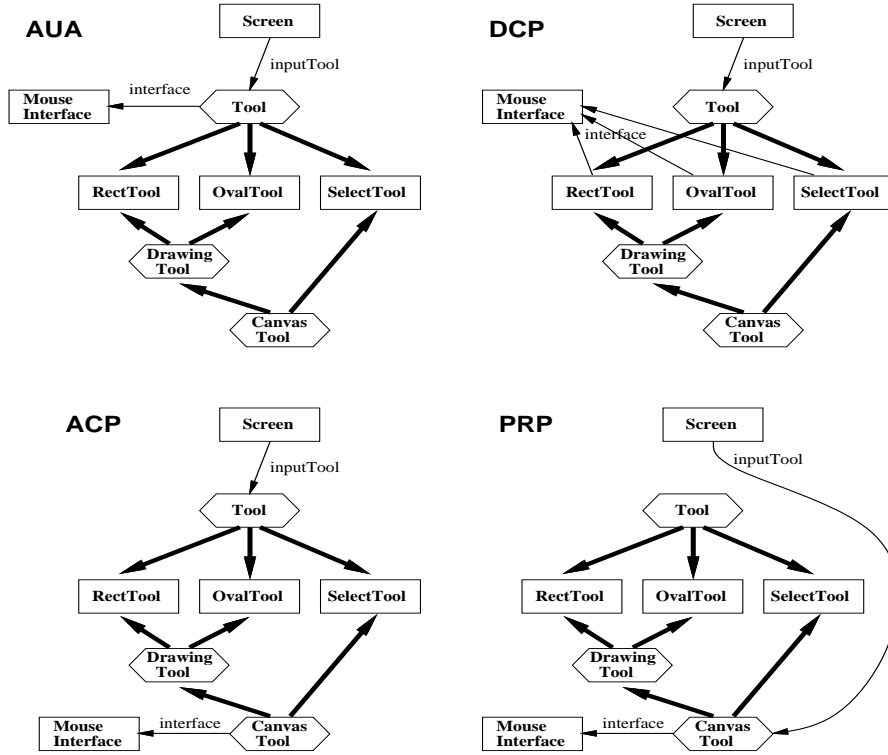 AUA
Screen
inputTool
interface
Mouse
Interface
Tool
RectTool
OvalTool
SelectTool
Drawing
Tool
Canvas
Tool
DCP
Screen
inputTool
Mouse
Interface
interface
Tool
RectTool
OvalTool
SelectTool
Drawing
Tool
Canvas
Tool
ACP
Screen
inputTool
Tool
RectTool
OvalTool
SelectTool
Drawing
Tool
Mouse
Interface
interface
Canvas
Tool
PRP
Screen
inputTool
Tool
RectTool
OvalTool
SelectTool
Drawing
Tool
Mouse
Interface
interface
Canvas
Tool